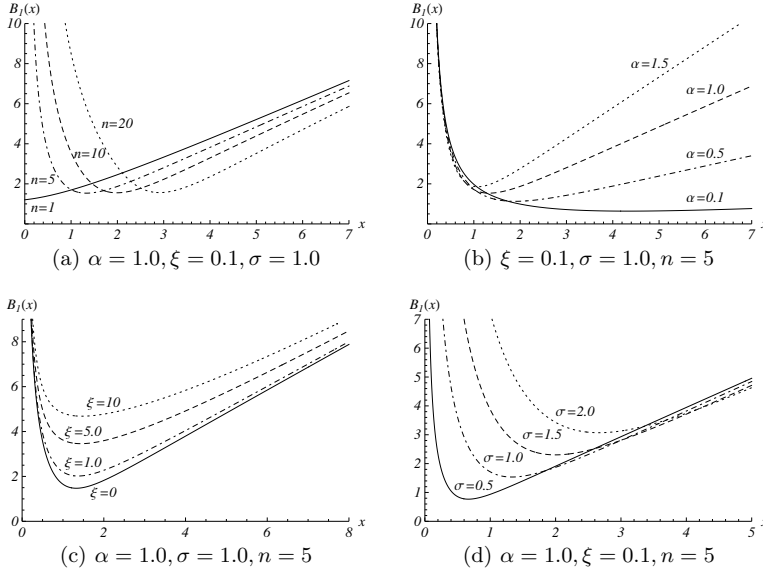 B1(x)
10
8
6
4
2
0
0 1 2 3 4 5 6 7
x
n=20
n=10
n=5
n=1
(a) α = 1.0, ξ = 0.1, σ = 1.0
B1(x)
10
8
6
4
2
0
0 1 2 3 4 5 6 7
x
α=1.5
α=1.0
α=0.5
α=0.1
(b) ξ = 0.1, σ = 1.0, n = 5
B1(x)
8
6
4
2
0
0 2 4 6 8
x
ξ=10
ξ=5.0
ξ=1.0
ξ=0
(c) α = 1.0, σ = 1.0, n = 5
B1(x)
7
6
5
4
3
2
1
0
0 1 2 3 4 5
x
σ=2.0
σ=1.5
σ=1.0
σ=0.5
(d) α = 1.0, ξ = 0.1, n = 5